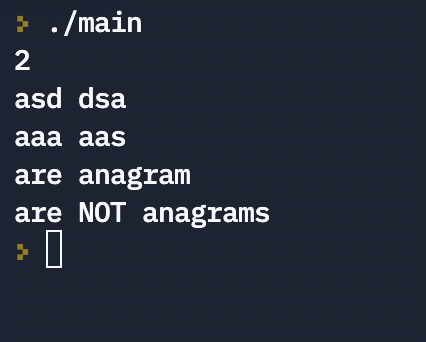 ./main
2
asd dsa
aaa aas
are anagram
are NOT anagrams